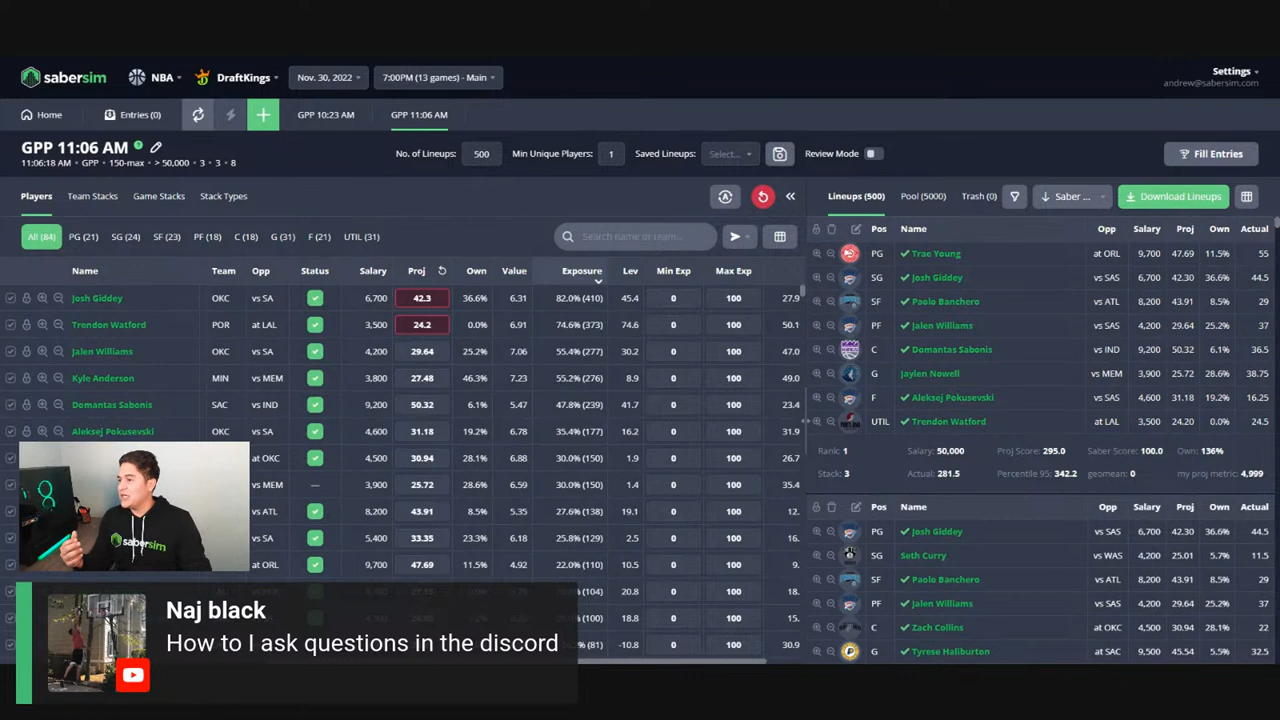 sabersim NBA DraftKings Nov. 30, 2022 7:00PM (13 games) - Main Settings
andrew@sabersim.com
Home Entries (0) + GPP 10:23 AM GPP 11:06 AM
GPP 11:06 AM
11:06:18 AM • GPP • 150-max • > 50,000 • 3 • 3 • 8
No. of Lineups: 500 Min Unique Players: 1 Saved Lineups: Select... Review Mode Fill Entries
Players Team Stacks Game Stacks Stack Types
All (84) PG (21) SG (24) SF (23) PF (18) C (18) G (31) F (21) UTIL (31) Search name or team...
Name Team Opp Status Salary Proj Own Value Exposure Lev Min Exp Max Exp
Josh Giddey OKC vs SA 6,700 42.3 36.6% 6.31 82.0% (410) 45.4 0 100 27.9
Trendon Watford POR at LAL 3,500 24.2 0.0% 6.91 74.6% (373) 74.6 0 100 50.1
Jalen Williams OKC vs SA 4,200 29.64 25.2% 7.06 55.4% (277) 30.2 0 100 47.0
Kyle Anderson MIN vs MEM 3,800 27.48 46.3% 7.23 55.2% (276) 8.9 0 100 49.0
Domantas Sabonis SAC vs IND 9,200 50.32 6.1% 5.47 47.8% (239) 41.7 0 100 23.4
Aleksej Pokusevski OKC vs SA 4,600 31.18 19.2% 6.78 35.4% (177) 16.2 0 100 31.9
at OKC 4,500 30.94 28.1% 6.88 30.0% (150) 1.9 0 100 26.7
vs MEM — 3,900 25.72 28.6% 6.59 30.0% (150) 1.4 0 100 35.4
vs ATL 8,200 43.91 8.5% 5.35 27.6% (138) 19.1 0 100 12.
vs SA 5,400 33.35 23.3% 6.18 25.8% (129) 2.5 0 100 16.
at ORL 9,700 47.69 11.5% 4.92 22.0% (110) 10.5 0 100 9.
(104) 20.8 0 100
18.8 0 100 15.
(81) -10.8 0 100 30.9
Lineups (500) Pool (5000) Trash (0) Saber ... Download Lineups
Pos Name Opp Salary Proj Own Actual
PG Trae Young at ORL 9,700 47.69 11.5% 55
SG Josh Giddey vs SAS 6,700 42.30 36.6% 44.5
SF Paolo Banchero vs ATL 8,200 43.91 8.5% 29
PF Jalen Williams vs SAS 4,200 29.64 25.2% 37
C Domantas Sabonis vs IND 9,200 50.32 6.1% 36.5
G Jaylen Nowell vs MEM 3,900 25.72 28.6% 38.75
F Aleksej Pokusevski vs SAS 4,600 31.18 19.2% 16.25
UTIL Trendon Watford at LAL 3,500 24.20 0.0% 24.5
Rank: 1 Salary: 50,000 Proj Score: 295.0 Saber Score: 100.0 Own: 136%
Stack: 3 Actual: 281.5 Percentile 95: 342.2 geomean: 0 my proj metric: 4,999
Pos Name Opp Salary Proj Own Actual
PG Josh Giddey vs SAS 6,700 42.30 36.6% 44.5
SG Seth Curry vs WAS 4,200 25.01 5.7% 11.5
SF Paolo Banchero vs ATL 8,200 43.91 8.5% 29
PF Jalen Williams vs SAS 4,200 29.64 25.2% 37
C Zach Collins at OKC 4,500 30.94 28.1% 22
G Tyrese Haliburton at SAC 9,500 45.54 5.5% 32.5
sabersim
Naj black
How to I ask questions in the discord